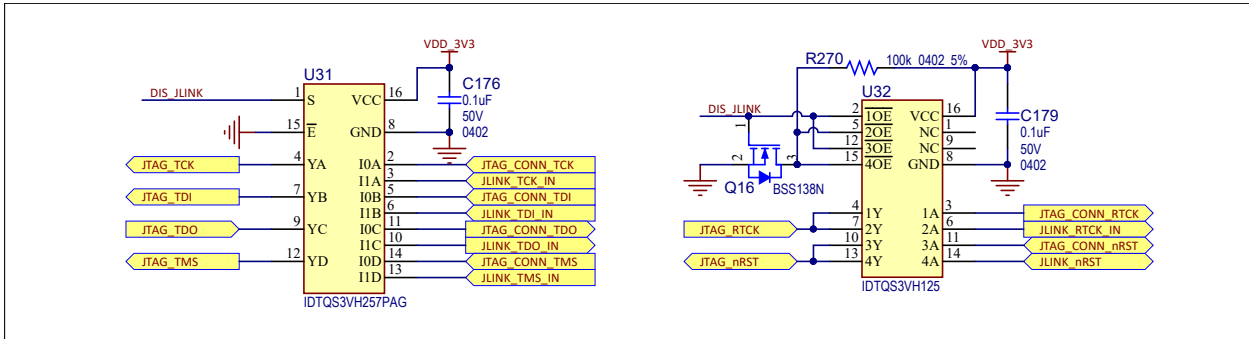 VDD_3V3
U31
DIS_JLINK
1
S
VCC
16
C176
0.1uF
50V
0402
15
E
GND
8
JTAG_TCK
4
YA
I0A
2
JTAG_CONN_TCK
I1A
3
JLINK_TCK_IN
JTAG_TDI
7
YB
I0B
5
JTAG_CONN_TDI
I1B
6
JLINK_TDI_IN
JTAG_TDO
9
YC
I0C
11
JTAG_CONN_TDO
I1C
10
JLINK_TDO_IN
JTAG_TMS
12
YD
I0D
14
JTAG_CONN_TMS
I1D
13
JLINK_TMS_IN
IDTQS3VH257PAG
VDD_3V3
R270
100k 0402 5%
U32
DIS_JLINK
2
1OE
VCC
16
5
2OE
NC
1
12
3OE
NC
9
15
4OE
GND
8
C179
0.1uF
50V
0402
1
2
3
Q16
BSS138N
4
1Y
1A
3
JTAG_CONN_RTCK
JTAG_RTCK
7
2Y
2A
6
JLINK_RTCK_IN
10
3Y
3A
11
JTAG_CONN_nRST
JTAG_nRST
13
4Y
4A
14
JLINK_nRST
IDTQS3VH125